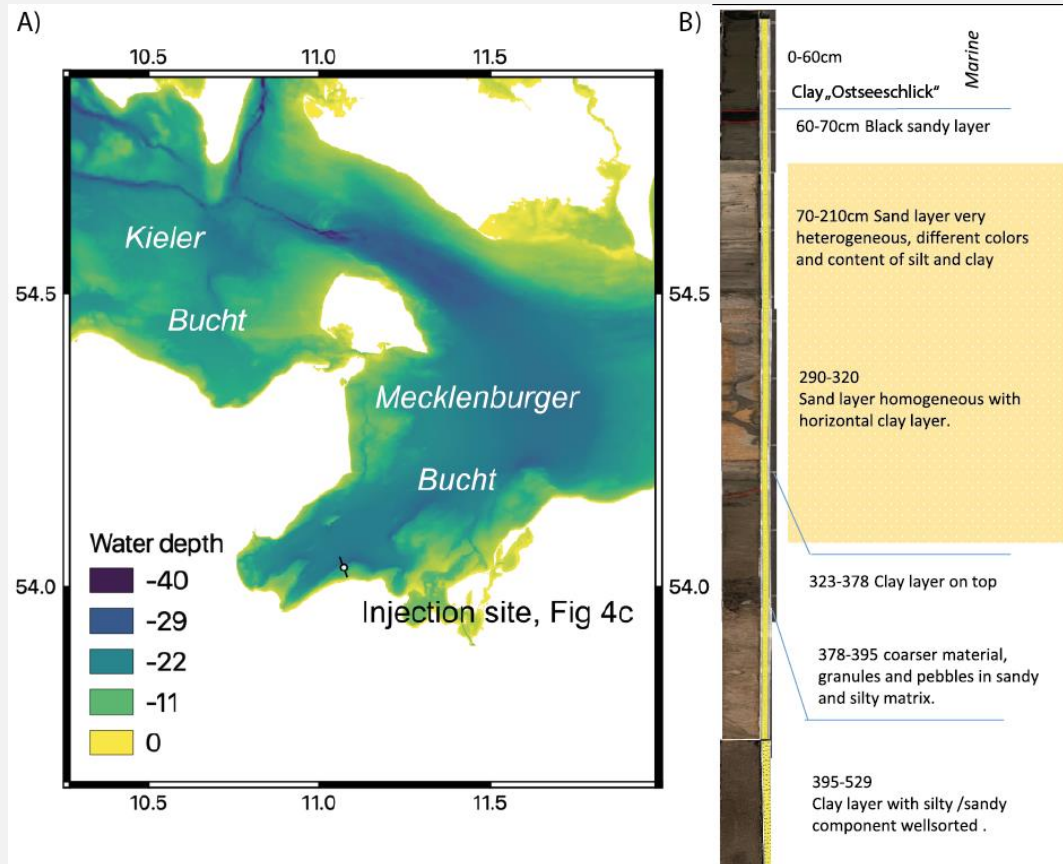 A)
10.5 11.0 11.5
Kieler
Bucht
54.5 54.5
Mecklenburger
Bucht
Water depth
-40
-29
-22
-11
0
54.0 54.0
Injection site, Fig 4c
10.5 11.0 11.5
B)
0-60cm
Marine
Clay„Ostseeschlick"
60-70cm Black sandy layer
70-210cm Sand layer very
heterogeneous, different colors
and content of silt and clay
290-320
Sand layer homogeneous with
horizontal clay layer.
323-378 Clay layer on top
378-395 coarser material,
granules and pebbles in sandy
and silty matrix.
395-529
Clay layer with silty /sandy
component wellsorted .